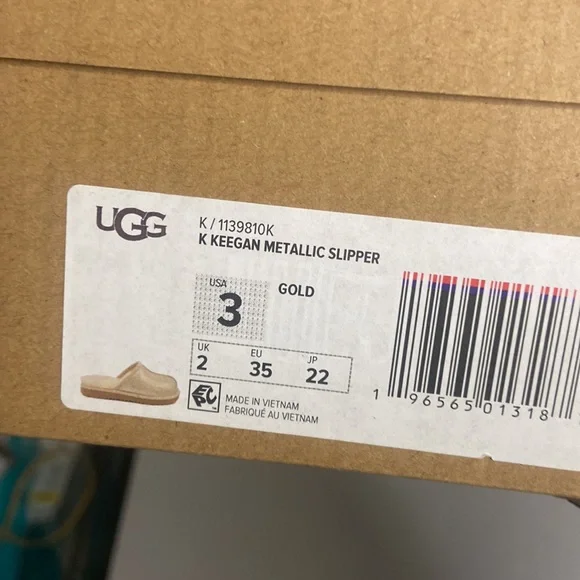 UGG
K / 1139810K
K KEEGAN METALLIC SLIPPER
USA
3
GOLD
UK
2
EU
35
JP
22
EPC
MADE IN VIETNAM
FABRIQUÉ AU VIETNAM
1 96565 01318